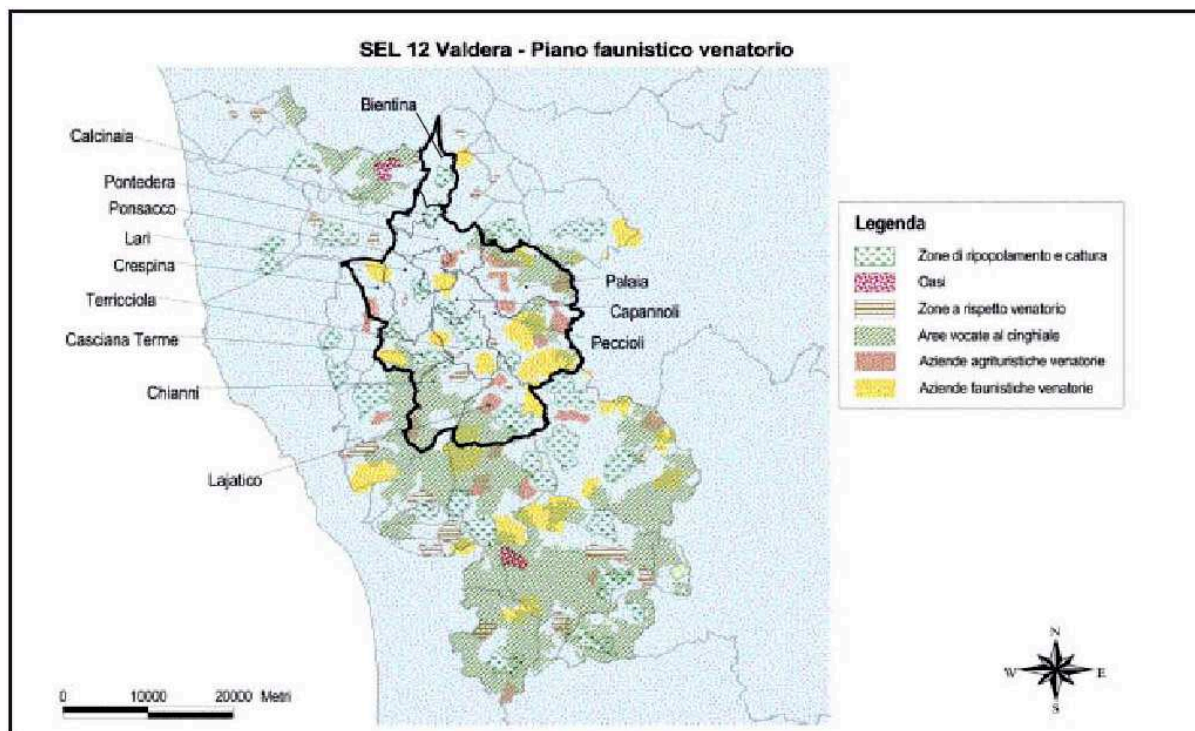 SEL 12 Valdera - Piano faunistico venatorio
Bientina
Calcinaia
Pontedera
Ponsacco
Lari
Crespina
Terricciola
Casciana Terme
Chianni
Lajatico
Palaia
Capannoli
Peccioli
Legenda
Zone di ripopolamento e cattura
Oasi
Zone a rispetto venatorio
Aree vocate al cinghiale
Aziende agrituristiche venatorie
Aziende faunistiche venatorie
0 10000 20000 Metri
N
W E
S